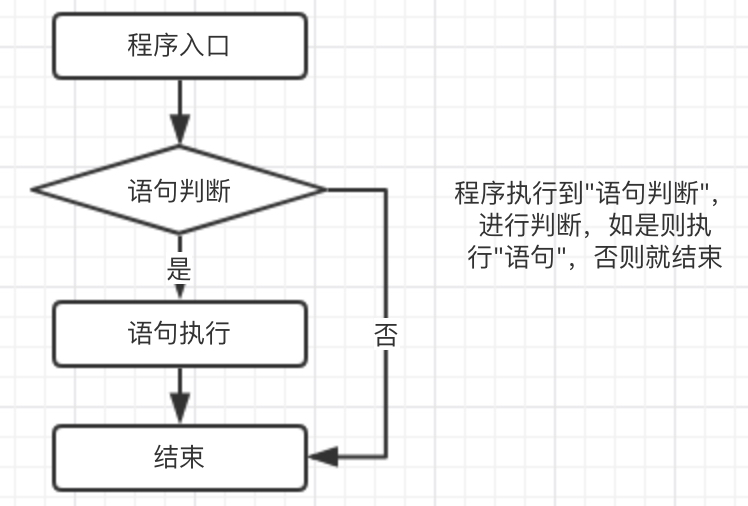 程序入口
语句判断
是
语句执行
否
结束
程序执行到"语句判断",
进行判断，如是则执
行"语句"，否则就结束